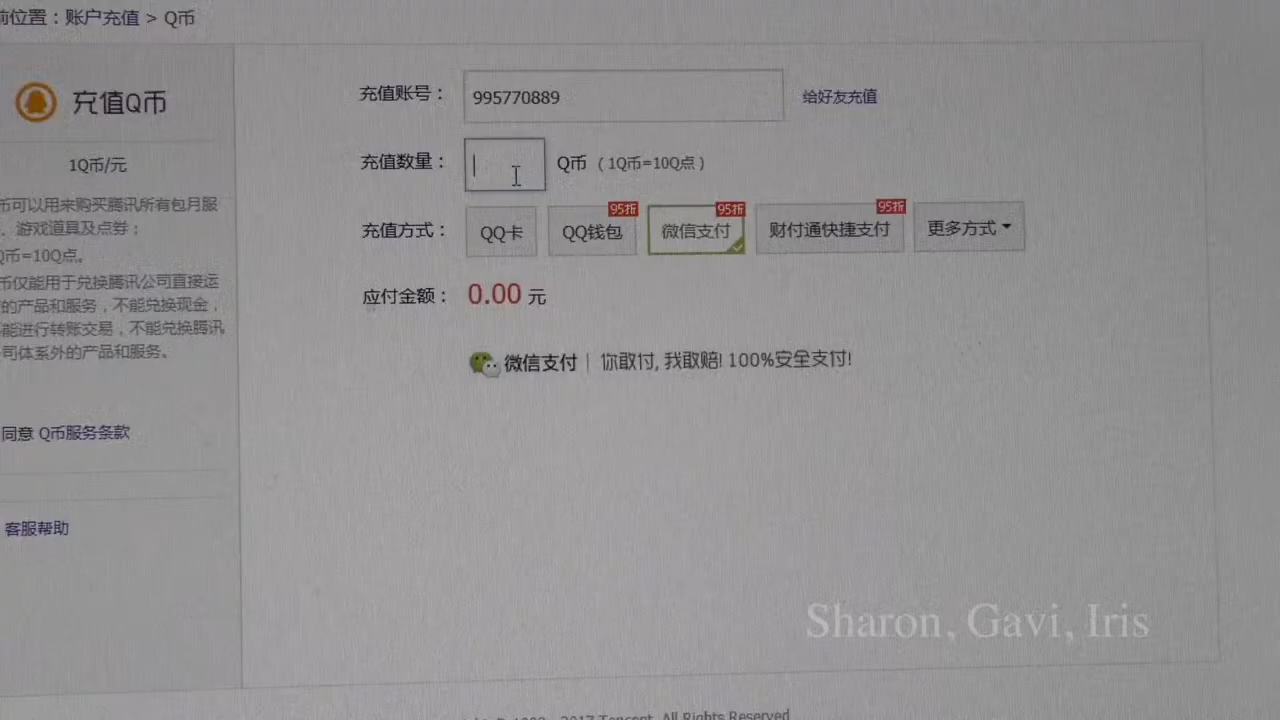 前位置：账户充值 > Q币
充值Q币
1Q币/元
币可以用来购买腾讯所有包月服
、游戏道具及点券；
Q币=10Q点。
币仅能用于兑换腾讯公司直接运
的产品和服务，不能兑换现金，
能进行转账交易，不能兑换腾讯
司体系外的产品和服务。
同意 Q币服务条款
客服帮助
充值账号： 995770889 给好友充值
充值数量： Q币（1Q币=10Q点）
充值方式： QQ卡 QQ钱包 95折 微信支付 95折 财付通快捷支付 95折 更多方式
应付金额： 0.00 元
微信支付 | 你敢付, 我敢赔! 100%安全支付!
Sharon, Gavi, Iris
2017 Tencent. All Rights Reserved